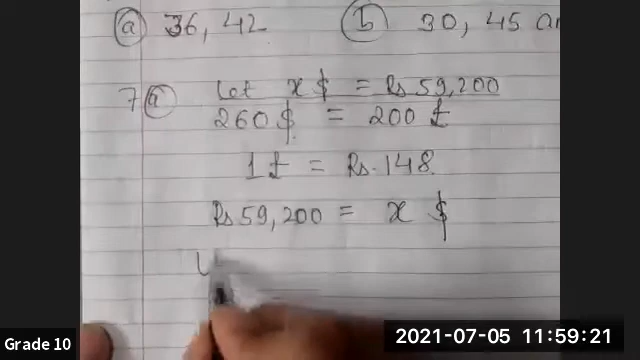 (a) 36, 42 (b) 30, 45 an
7 (a) Let x $ = Rs 59,200
260 $ = 200 £
1 £ = Rs. 148.
Rs 59,200 = x $
Grade 10
2021-07-05 11:59:21